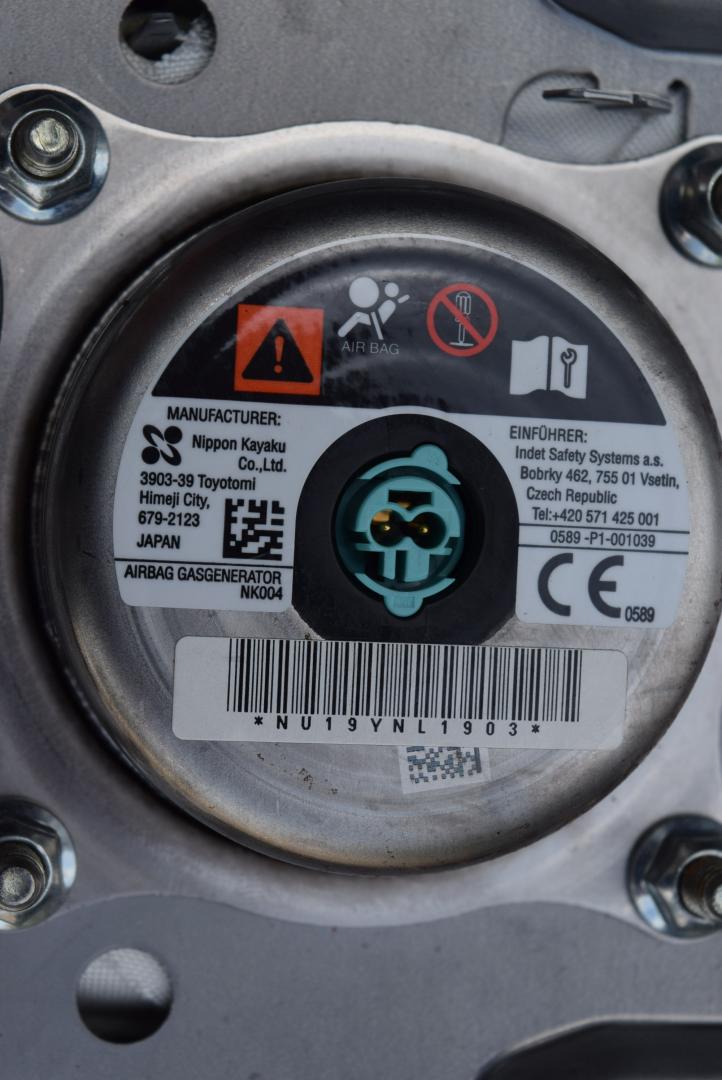 AIR BAG
MANUFACTURER:
Nippon Kayaku
Co.,Ltd.
3903-39 Toyotomi
Himeji City,
679-2123
JAPAN
AIRBAG GASGENERATOR
NK004
EINFÜHRER:
Indet Safety Systems a.s.
Bobrky 462, 755 01 Vsetin,
Czech Republic
Tel:+420 571 425 001
0589 -P1-001039
CE 0589
*NU19YNL1903*